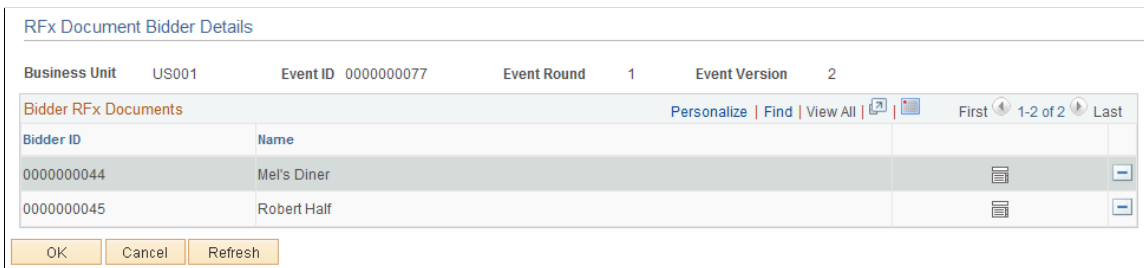 RFx Document Bidder Details
Business Unit US001 Event ID 0000000077 Event Round 1 Event Version 2
Bidder RFx Documents Personalize | Find | View All | | First 1-2 of 2 Last
Bidder ID Name
0000000044 Mel's Diner
0000000045 Robert Half
OK Cancel Refresh